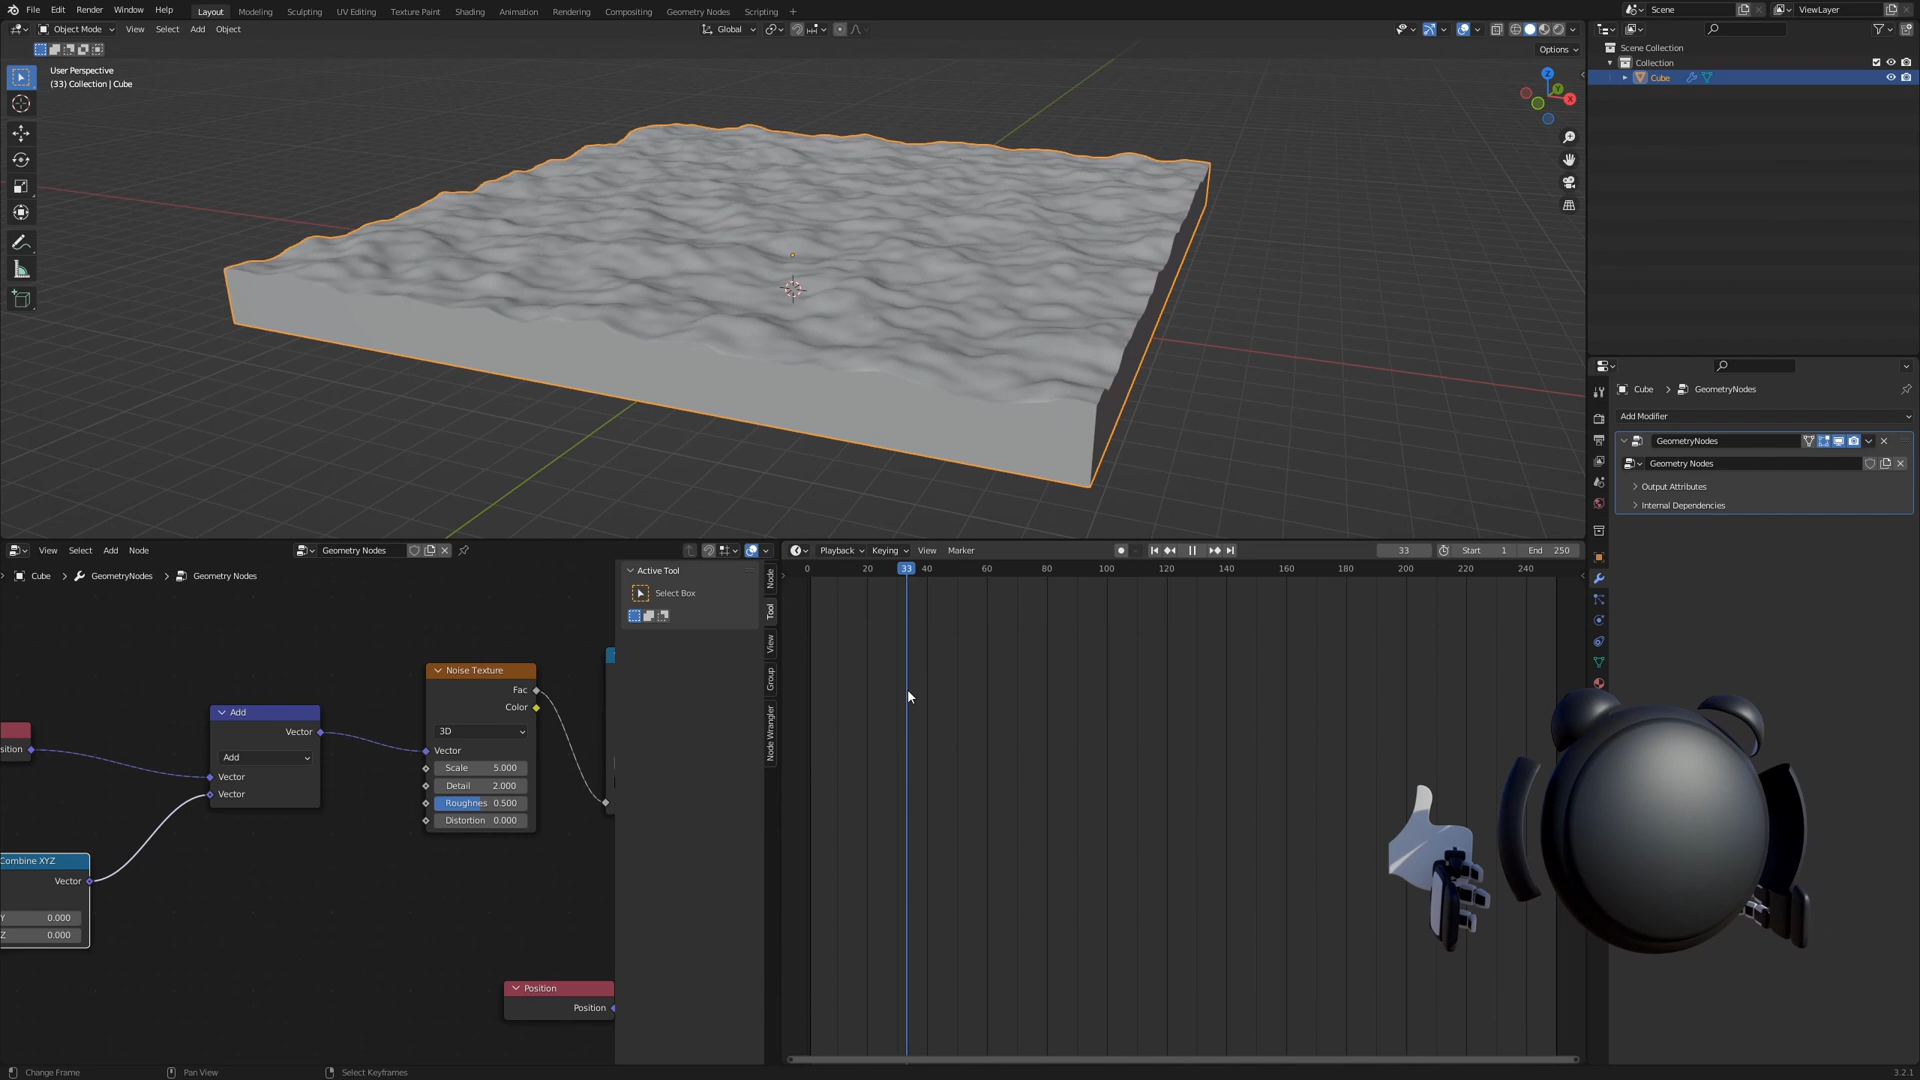 File Edit Render Window Help Layout Modeling Sculpting UV Editing Texture Paint Shading Animation Rendering Compositing Geometry Nodes Scripting + Scene ViewLayer
Object Mode View Select Add Object Global
Options
User Perspective
(33) Collection | Cube
Z
Y
X
Scene Collection
Collection
Cube
Cube > GeometryNodes
Add Modifier
GeometryNodes
Geometry Nodes
Output Attributes
Internal Dependencies
View Select Add Node Geometry Nodes
Cube > GeometryNodes > Geometry Nodes
Active Tool
Select Box
Node
Tool
View
Group
Node Wrangler
Playback Keying View Marker 33 Start 1 End 250
0 20 33 40 60 80 100 120 140 160 180 200 220 240
Noise Texture
Fac
Color
3D
Vector
Scale 5.000
Detail 2.000
Roughnes 0.500
Distortion 0.000
Add
Vector
Add
Vector
Vector
sition
Combine XYZ
Vector
Y 0.000
Z 0.000
Position
Position
Change Frame Pan View Select Keyframes 3.2.1